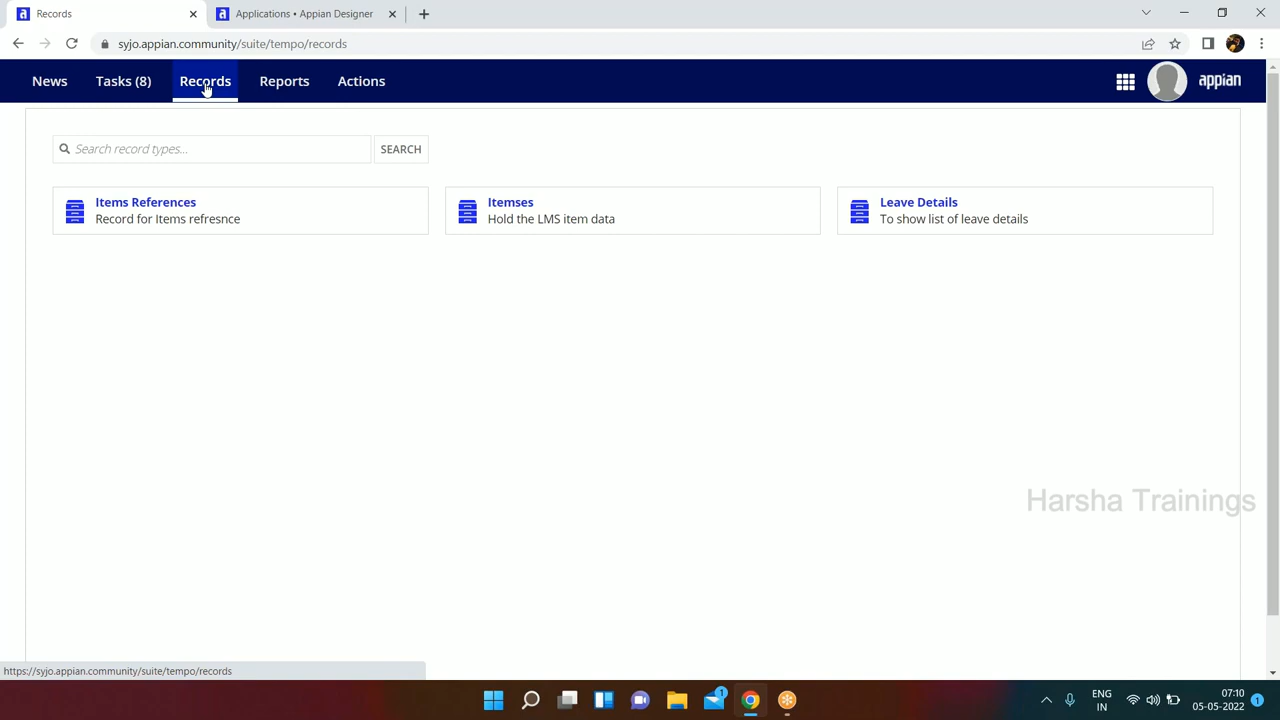 Records
Applications • Appian Designer
syjo.appian.community/suite/tempo/records
News
Tasks (8)
Records
Reports
Actions
appian
Search record types...
SEARCH
Items References
Record for Items refresnce
Itemses
Hold the LMS item data
Leave Details
To show list of leave details
Harsha Trainings
https://syjo.appian.community/suite/tempo/records
1
ENG
IN
07:10
05-05-2022
1